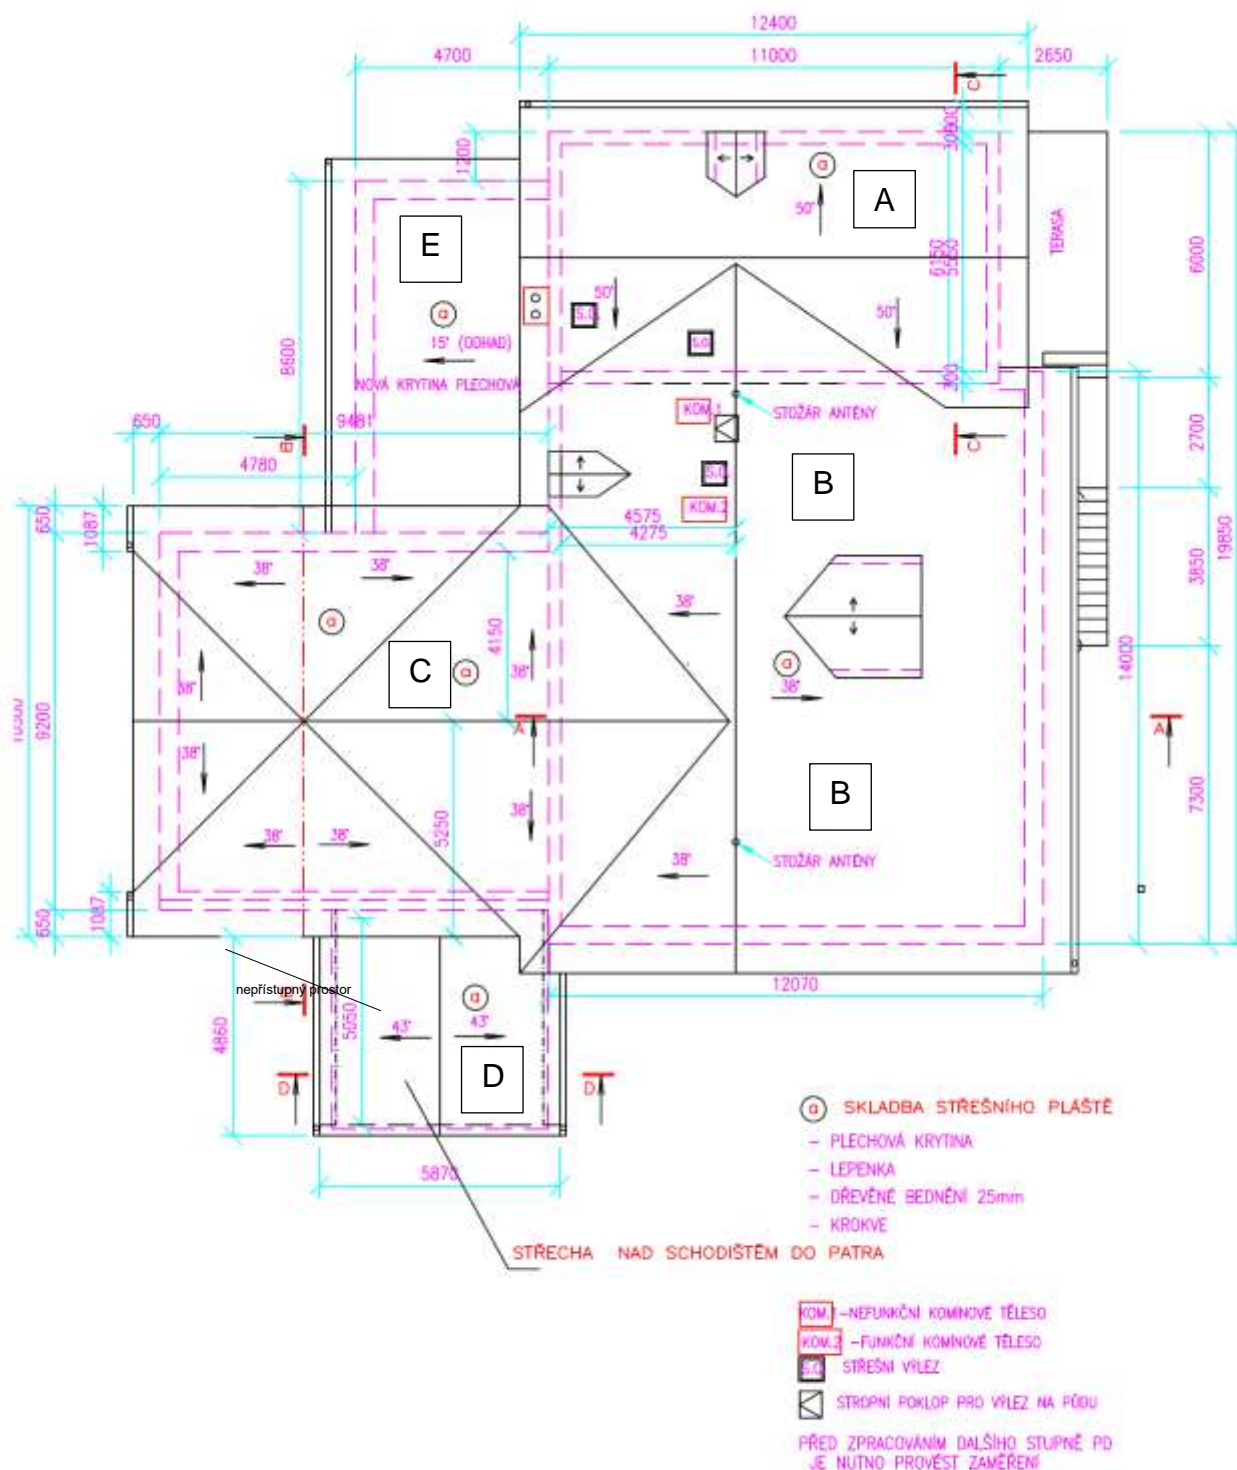 12400
4700
11000
2650
C
1200
A
50°
TERASA
6000
E
50°
50°
15° (ODHAD)
NOVÁ KRYTINA PLECHOVÁ
S.O.
S.O.
8600
6150
300
KOM.1
STOŽÁR ANTÉNY
650
9481
B
C
2700
4780
B
S.O.
KOM.2
4575
4275
650
1087
38°
38°
38°
4150
3850
19850
14000
C
38°
38°
38°
9200
A
A
38°
5250
38°
B
7300
38°
38°
38°
STOŽÁR ANTÉNY
650
1087
nepřístupný prostor
12070
4860
5050
43°
43°
D
D
D
5870
a SKLADBA STŘEŠNÍHO PLÁŠTĚ
- PLECHOVÁ KRYTINA
- LEPENKA
- DŘEVĚNÉ BEDNĚNÍ 25mm
- KROKVE
STŘECHA NAD SCHODIŠTĚM DO PATRA
KOM.1-NEFUNKČNÍ KOMÍNOVÉ TĚLESO
KOM.2 -FUNKČNÍ KOMÍNOVÉ TĚLESO
S.O. STŘEŠNÍ VÝLEZ
STROPNÍ POKLOP PRO VÝLEZ NA PŮDU
PŘED ZPRACOVÁNÍM DALŠÍHO STUPNĚ PD
JE NUTNO PROVÉST ZAMĚŘENÍ